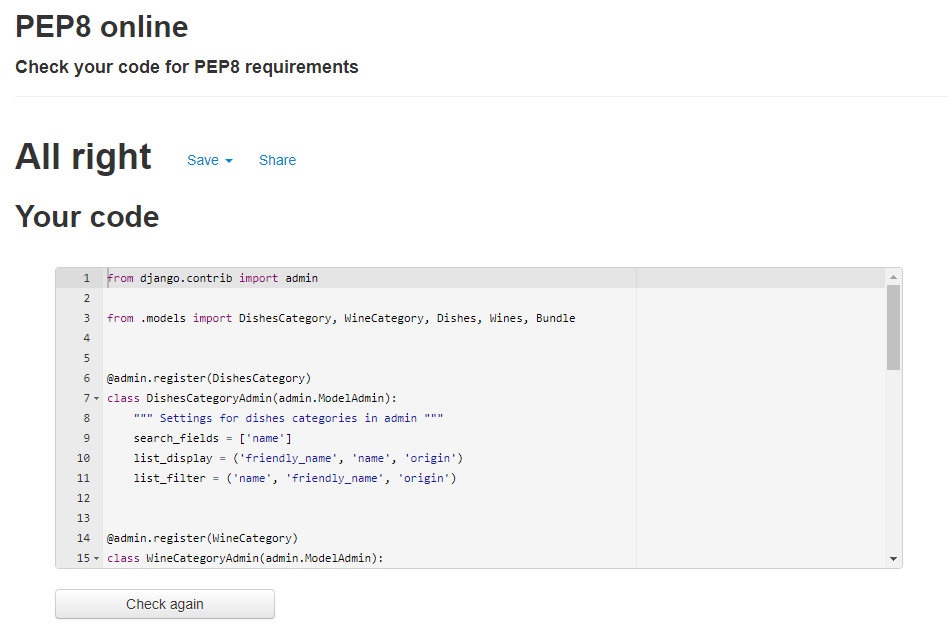 PEP8 online
Check your code for PEP8 requirements
All right Save Share
Your code
1 from django.contrib import admin
2
3 from .models import DishesCategory, WineCategory, Dishes, Wines, Bundle
4
5
6 @admin.register(DishesCategory)
7 class DishesCategoryAdmin(admin.ModelAdmin):
8     """ Settings for dishes categories in admin """
9     search_fields = ['name']
10     list_display = ('friendly_name', 'name', 'origin')
11     list_filter = ('name', 'friendly_name', 'origin')
12
13
14 @admin.register(WineCategory)
15 class WineCategoryAdmin(admin.ModelAdmin):
Check again